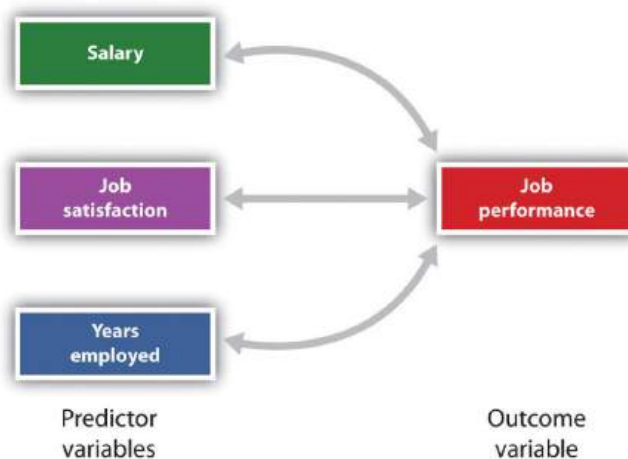 Salary
Job
satisfaction
Job
performance
Years
employed
Predictor
variables
Outcome
variable